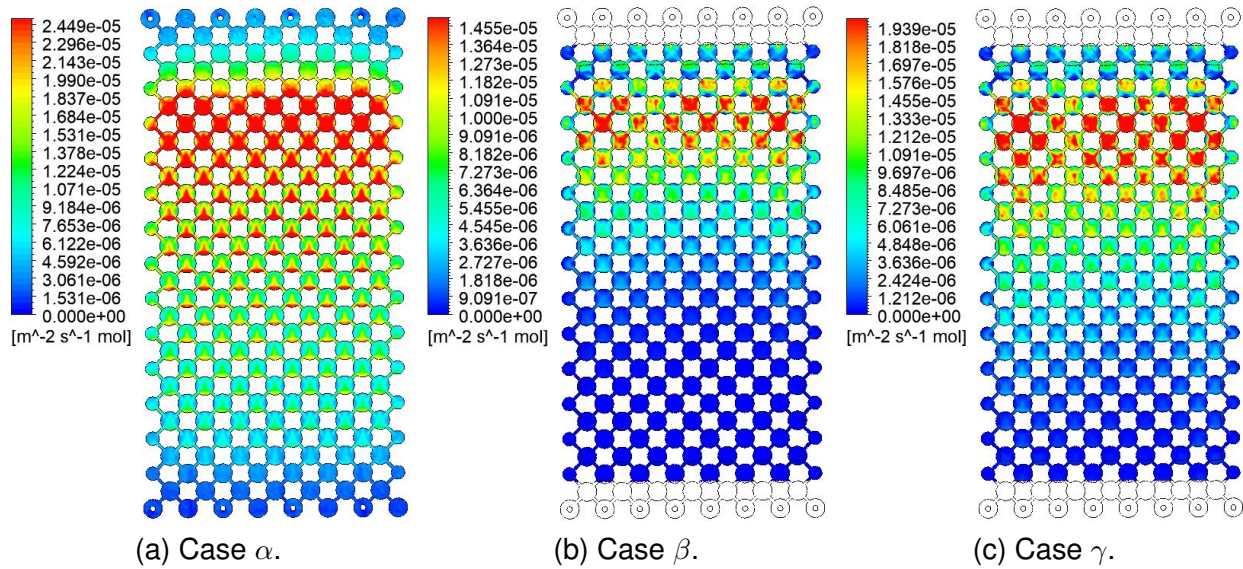 2.449e-05
2.296e-05
2.143e-05
1.990e-05
1.837e-05
1.684e-05
1.531e-05
1.378e-05
1.224e-05
1.071e-05
9.184e-06
7.653e-06
6.122e-06
4.592e-06
3.061e-06
1.531e-06
0.000e+00
[m^-2 s^-1 mol]
1.455e-05
1.364e-05
1.273e-05
1.182e-05
1.091e-05
1.000e-05
9.091e-06
8.182e-06
7.273e-06
6.364e-06
5.455e-06
4.545e-06
3.636e-06
2.727e-06
1.818e-06
9.091e-07
0.000e+00
[m^-2 s^-1 mol]
1.939e-05
1.818e-05
1.697e-05
1.576e-05
1.455e-05
1.333e-05
1.212e-05
1.091e-05
9.697e-06
8.485e-06
7.273e-06
6.061e-06
4.848e-06
3.636e-06
2.424e-06
1.212e-06
0.000e+00
[m^-2 s^-1 mol]
(a) Case α.
(b) Case β.
(c) Case γ.